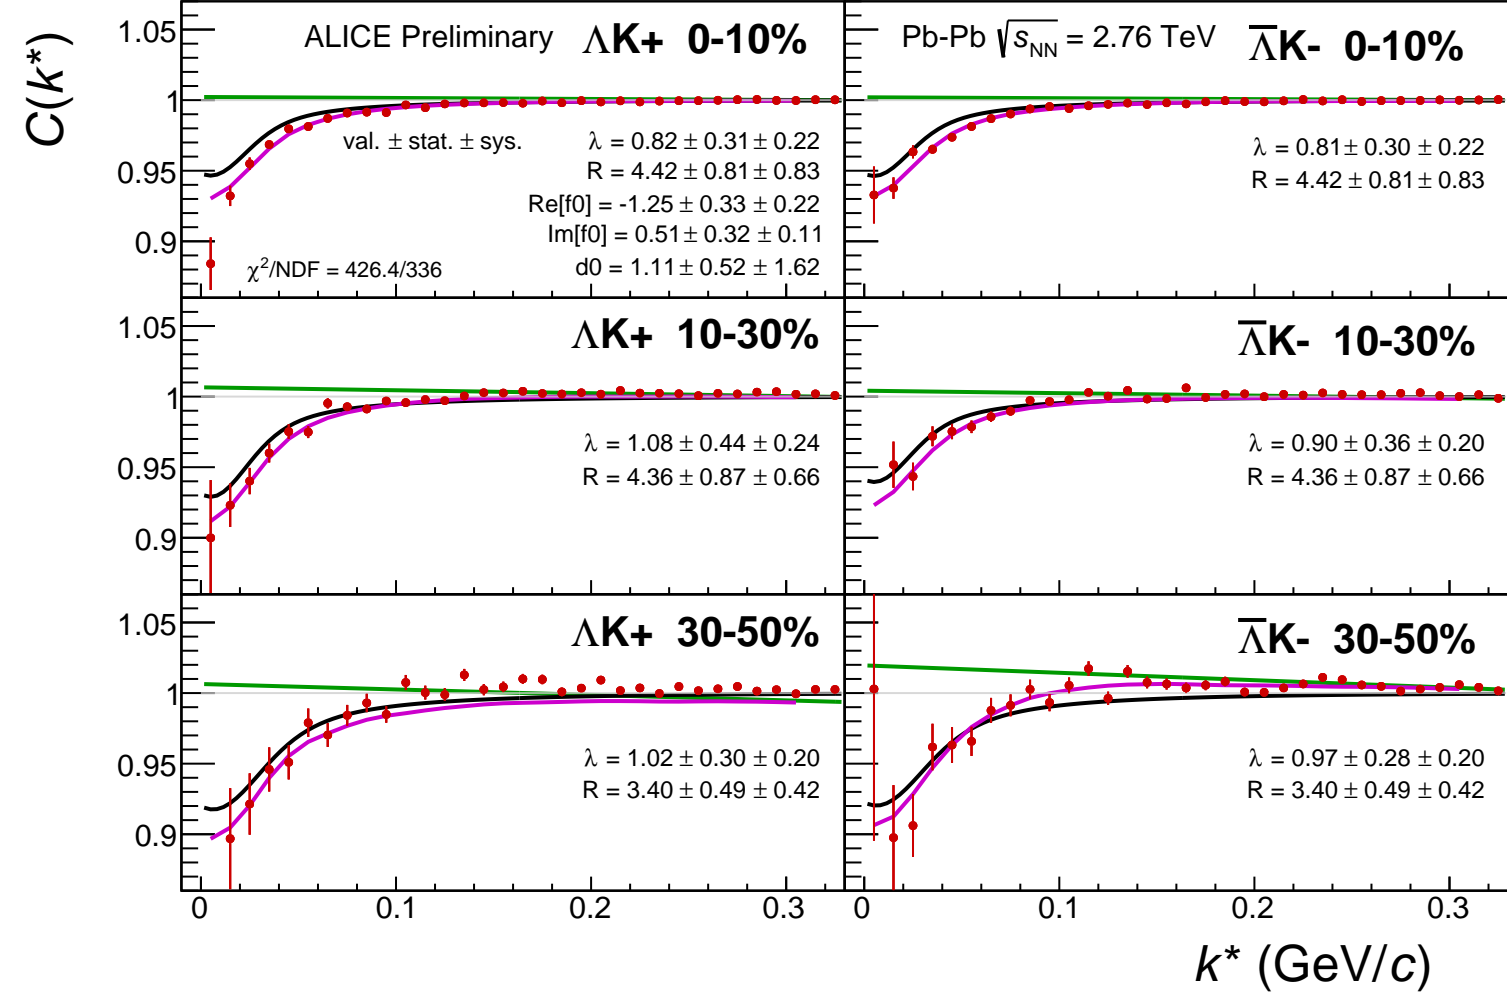 C(k*)
ALICE Preliminary ΛK+ 0-10%
1.05
1
0.95
0.9
val. ± stat. ± sys.
λ = 0.82 ± 0.31 ± 0.22
R = 4.42 ± 0.81 ± 0.83
Re[f0] = -1.25 ± 0.33 ± 0.22
Im[f0] = 0.51 ± 0.32 ± 0.11
d0 = 1.11 ± 0.52 ± 1.62
χ²/NDF = 426.4/336
Pb-Pb √s_NN = 2.76 TeV Λ̅K- 0-10%
λ = 0.81 ± 0.30 ± 0.22
R = 4.42 ± 0.81 ± 0.83
ΛK+ 10-30%
1.05
1
0.95
0.9
λ = 1.08 ± 0.44 ± 0.24
R = 4.36 ± 0.87 ± 0.66
Λ̅K- 10-30%
λ = 0.90 ± 0.36 ± 0.20
R = 4.36 ± 0.87 ± 0.66
ΛK+ 30-50%
1.05
1
0.95
0.9
λ = 1.02 ± 0.30 ± 0.20
R = 3.40 ± 0.49 ± 0.42
Λ̅K- 30-50%
λ = 0.97 ± 0.28 ± 0.20
R = 3.40 ± 0.49 ± 0.42
0 0.1 0.2 0.3
0 0.1 0.2 0.3
k* (GeV/c)